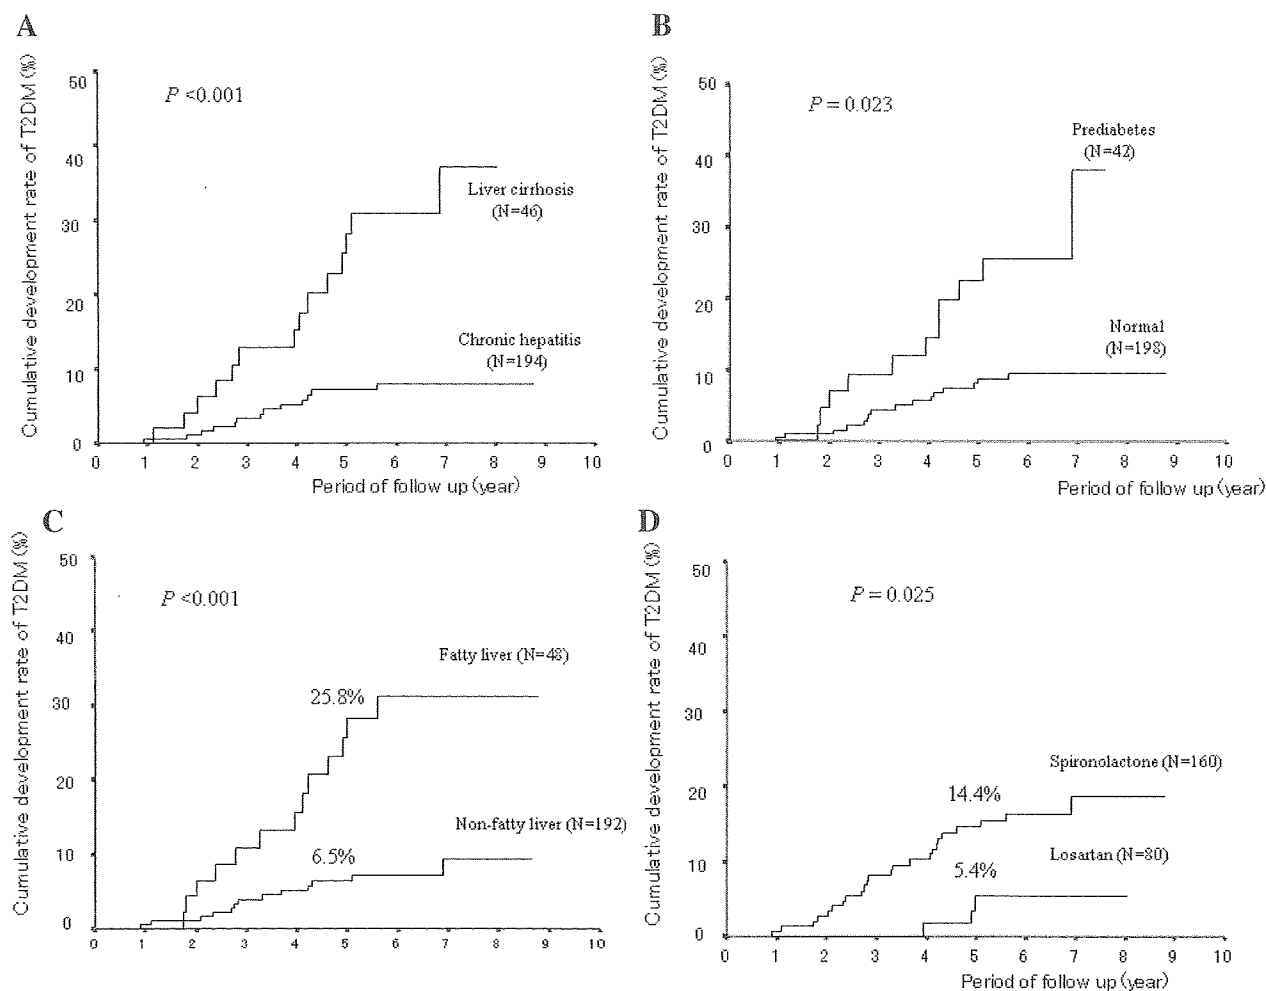 A
Cumulative development rate of T2DM (%)
50
40
30
20
10
0
P <0.001
Liver cirrhosis
(N=46)
Chronic hepatitis
(N=194)
0 1 2 3 4 5 6 7 8 9 10
Period of follow up (year)
B
Cumulative development rate of T2DM (%)
50
40
30
20
10
0
P = 0.023
Prediabetes
(N=42)
Normal
(N=198)
0 1 2 3 4 5 6 7 8 9 10
Period of follow up (year)
C
Cumulative development rate of T2DM (%)
50
40
30
20
10
0
P <0.001
Fatty liver (N=48)
25.8%
Non-fatty liver (N=192)
6.5%
0 1 2 3 4 5 6 7 8 9 10
D
Cumulative development rate of T2DM (%)
50
40
30
20
10
0
P = 0.025
Spironolactone (N=160)
14.4%
Losartan (N=80)
5.4%
0 1 2 3 4 5 6 7 8 9 10
Period of follow up (year)